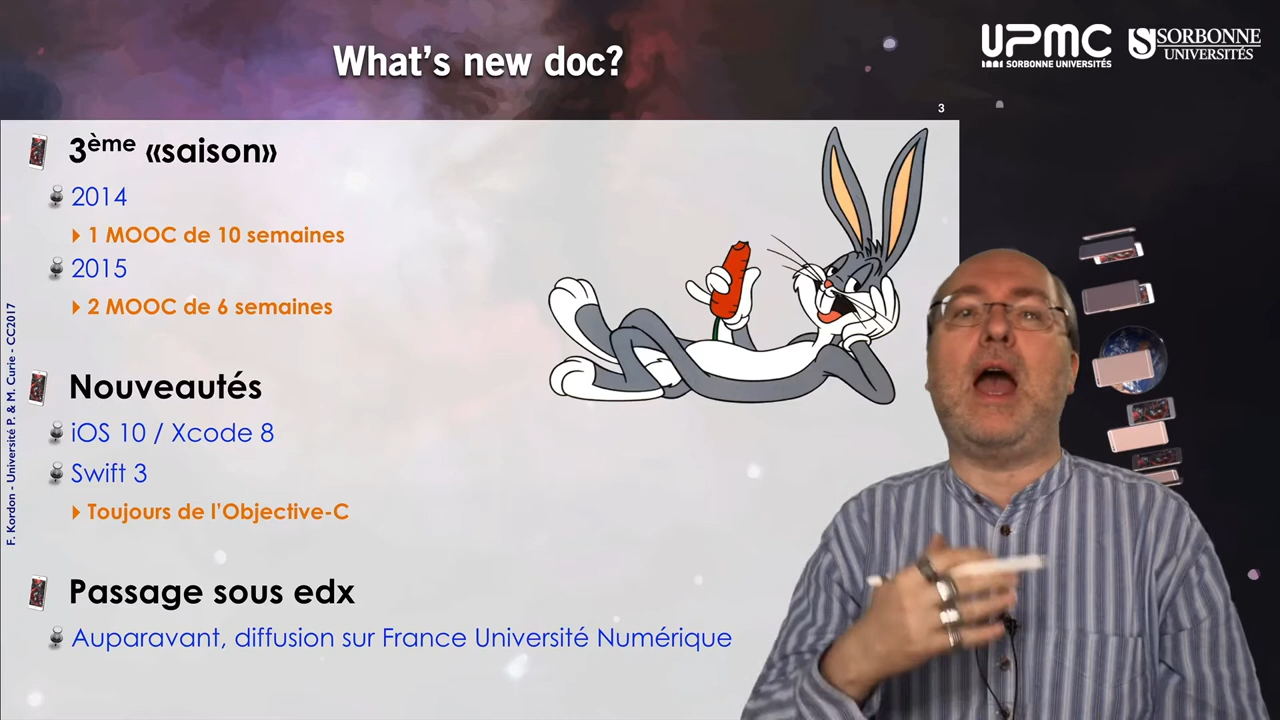 What's new doc?
UPMC
SORBONNE UNIVERSITÉS
SORBONNE
UNIVERSITÉS
3
3ème «saison»
2014
1 MOOC de 10 semaines
2015
2 MOOC de 6 semaines
Nouveautés
iOS 10 / Xcode 8
Swift 3
Toujours de l'Objective-C
Passage sous edx
Auparavant, diffusion sur France Université Numérique
F. Kordon - Université P. & M. Curie - CC2017